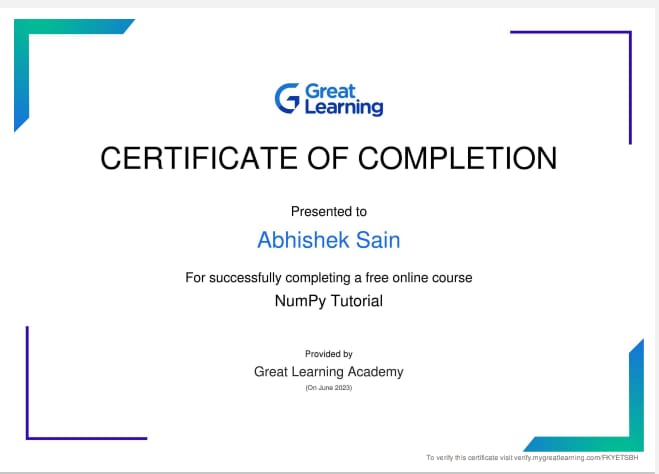 Great
Learning
CERTIFICATE OF COMPLETION
Presented to
Abhishek Sain
For successfully completing a free online course
NumPy Tutorial
Provided by
Great Learning Academy
(On June 2023)
To verify this certificate visit verify.mygreatlearning.com/FKYETSBH